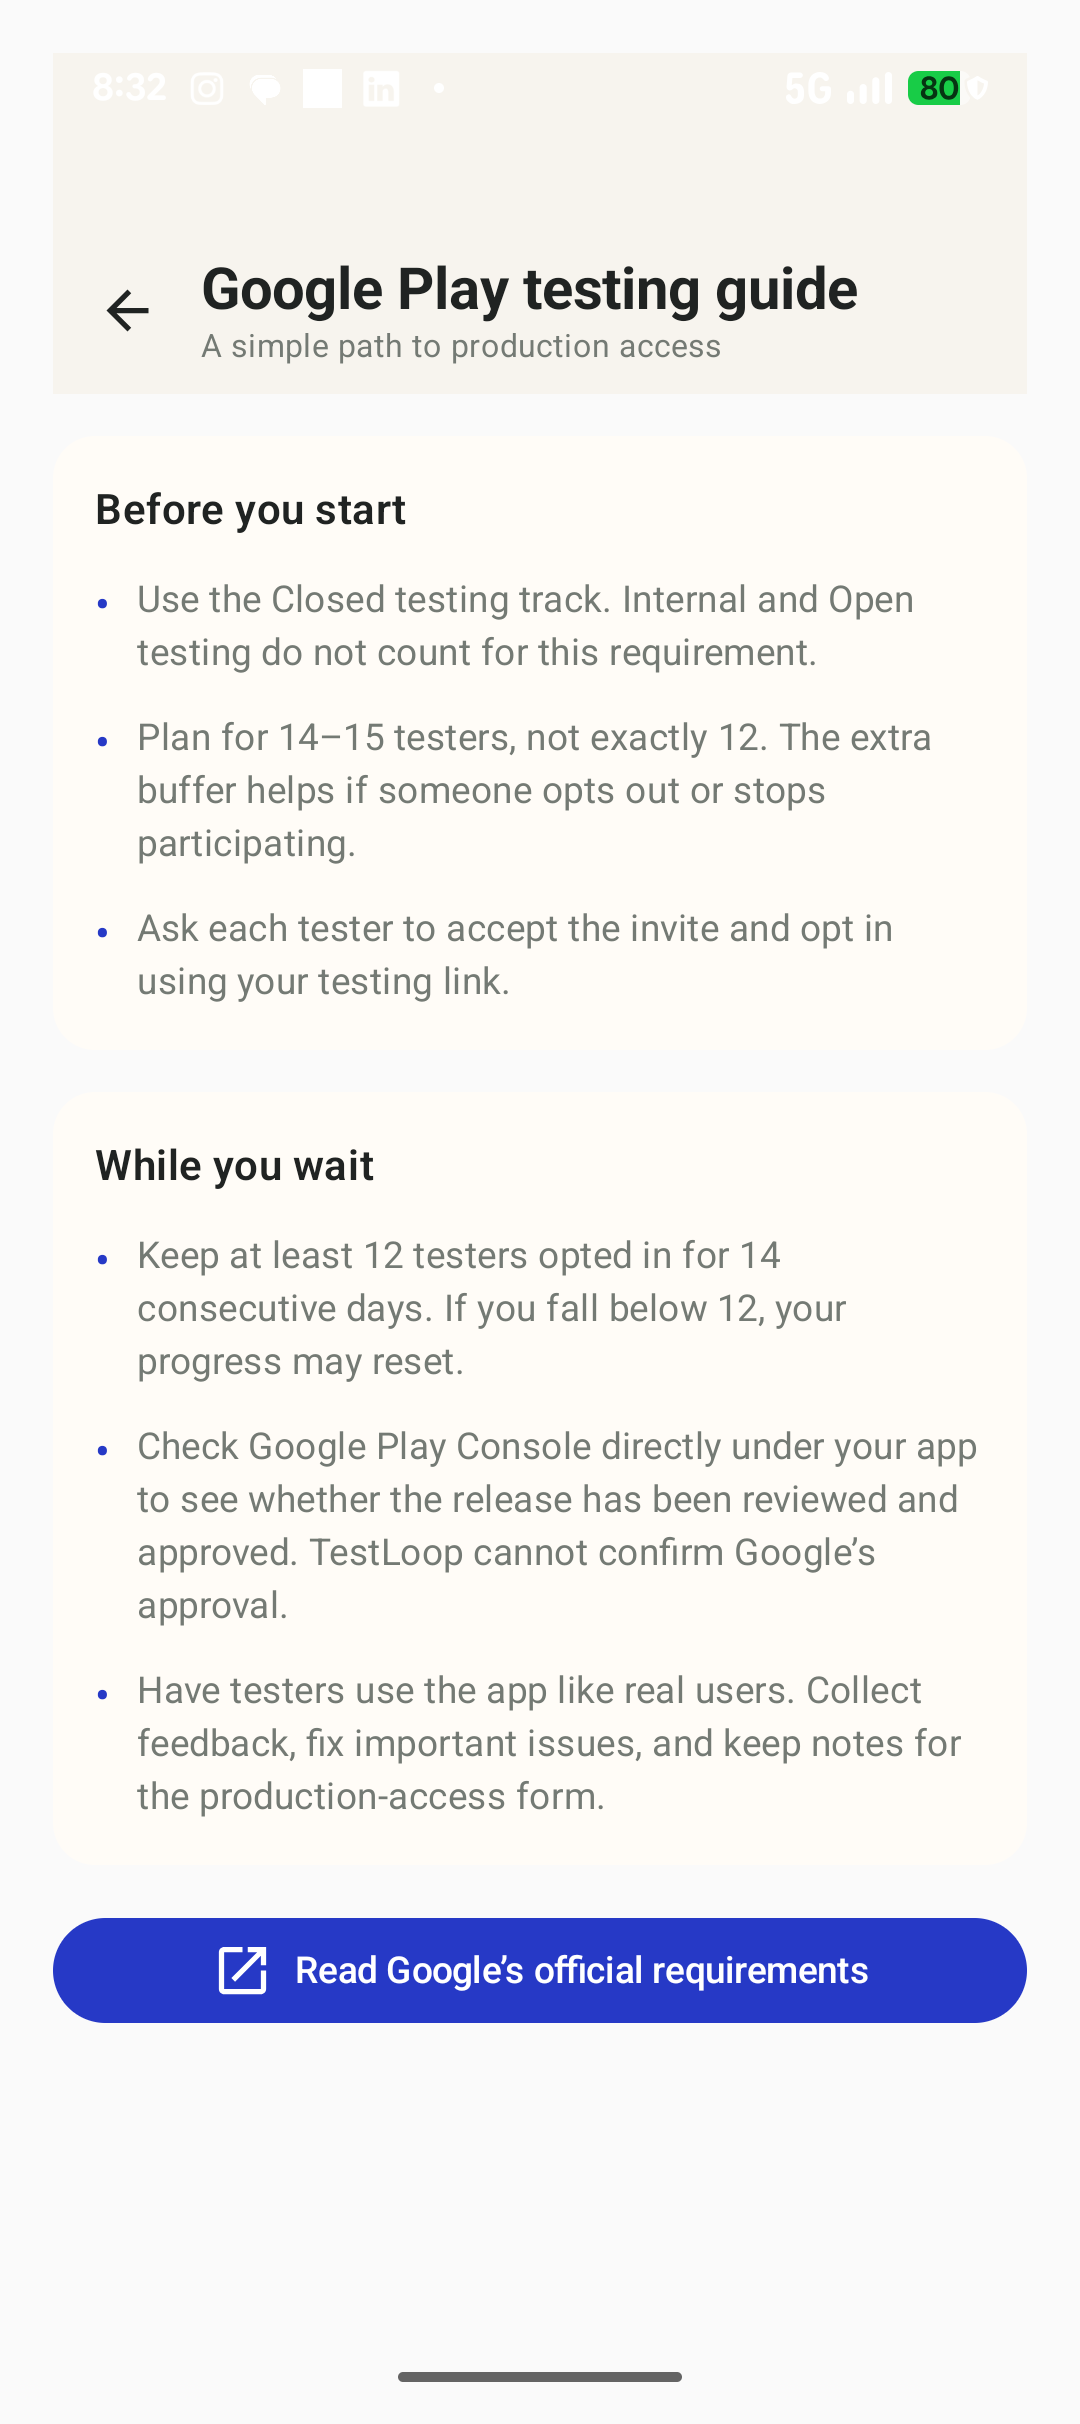 8:32 5G 80
Google Play testing guide
A simple path to production access
Before you start
• Use the Closed testing track. Internal and Open
testing do not count for this requirement.
• Plan for 14–15 testers, not exactly 12. The extra
buffer helps if someone opts out or stops
participating.
• Ask each tester to accept the invite and opt in
using your testing link.
While you wait
• Keep at least 12 testers opted in for 14
consecutive days. If you fall below 12, your
progress may reset.
• Check Google Play Console directly under your app
to see whether the release has been reviewed and
approved. TestLoop cannot confirm Google’s
approval.
• Have testers use the app like real users. Collect
feedback, fix important issues, and keep notes for
the production-access form.
Read Google’s official requirements